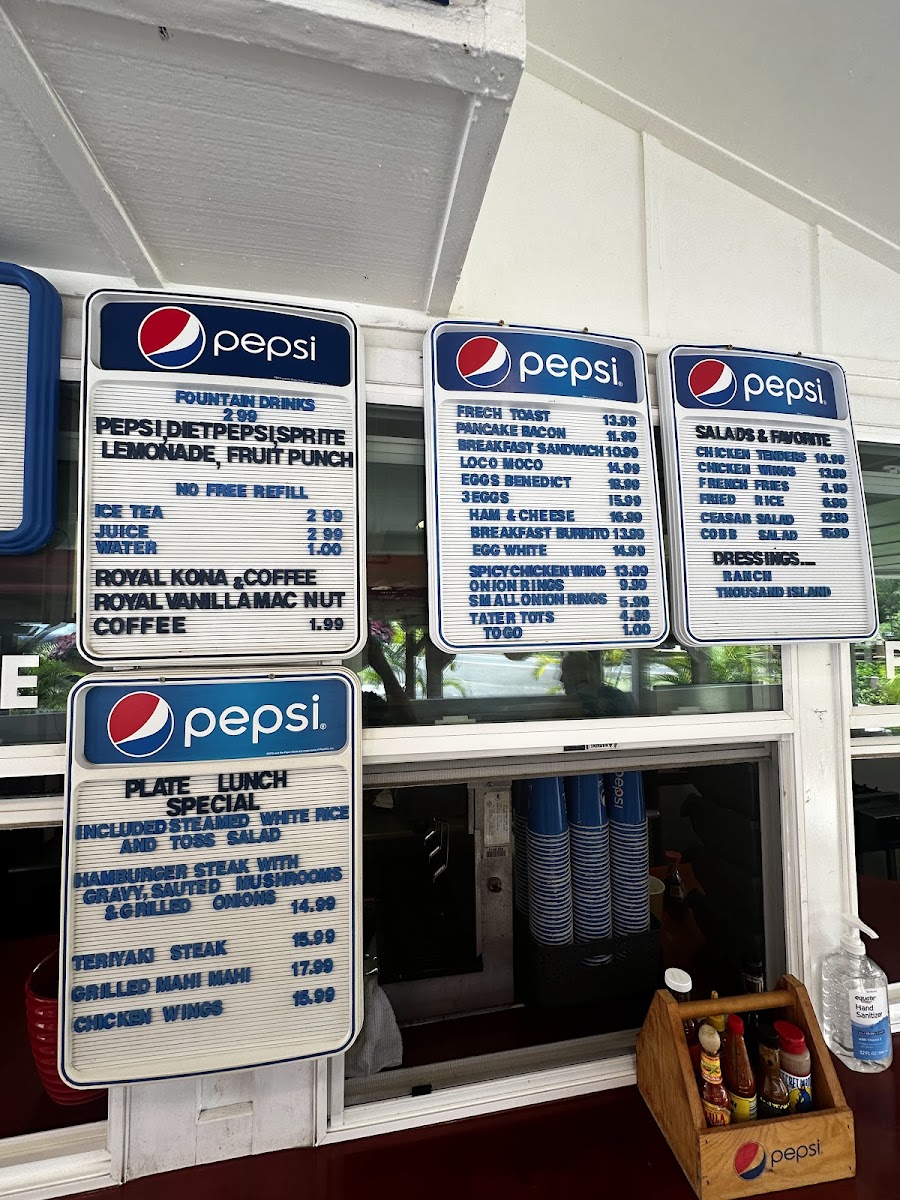 pepsi
FOUNTAIN DRINKS
2 99
PEPSI,DIETPEPSI,SPRITE
LEMONADE, FRUIT PUNCH
NO FREE REFILL
ICE TEA 2 99
JUICE 2 99
WATER 1.00
ROYAL KONA & COFFEE
ROYAL VANILLA MAC NUT
COFFEE 1.99
pepsi
FRECH TOAST 13.99
PANCAKE BACON 11.99
BREAKFAST SANDWICH 10.99
LOCO MOCO 14.99
EGGS BENEDICT
3EGGS 15.99
HAM & CHEESE 16.99
BREAKFAST BURRITO 13.99
EGG WHITE 14.99
SPICY CHICKEN WING 13.99
ONION RINGS 9.99
SMALL ONION RINGS 5.99
TATER TOTS 4.99
TO GO 1.00
pepsi
SALADS & FAVORITE
CHICKEN TENDERS 10.99
CHICKEN WINGS 13.99
FRENCH FRIES 4.99
FRIED RICE
CEASAR SALAD 12.99
COBB SALAD 15.99
DRESSINGS....
RANCH
THOUSAND ISLAND
pepsi
PLATE LUNCH
SPECIAL
INCLUDED STEAMED WHITE RICE
AND TOSS SALAD
HAMBURGER STEAK WITH
GRAVY, SAUTED MUSHROOMS
& GRILLED ONIONS 14.99
TERIYAKI STEAK 15.99
GRILLED MAHI MAHI 17.99
CHICKEN WINGS 15.99
E
pepsi
equate
Hand
Sanitizer
pepsi